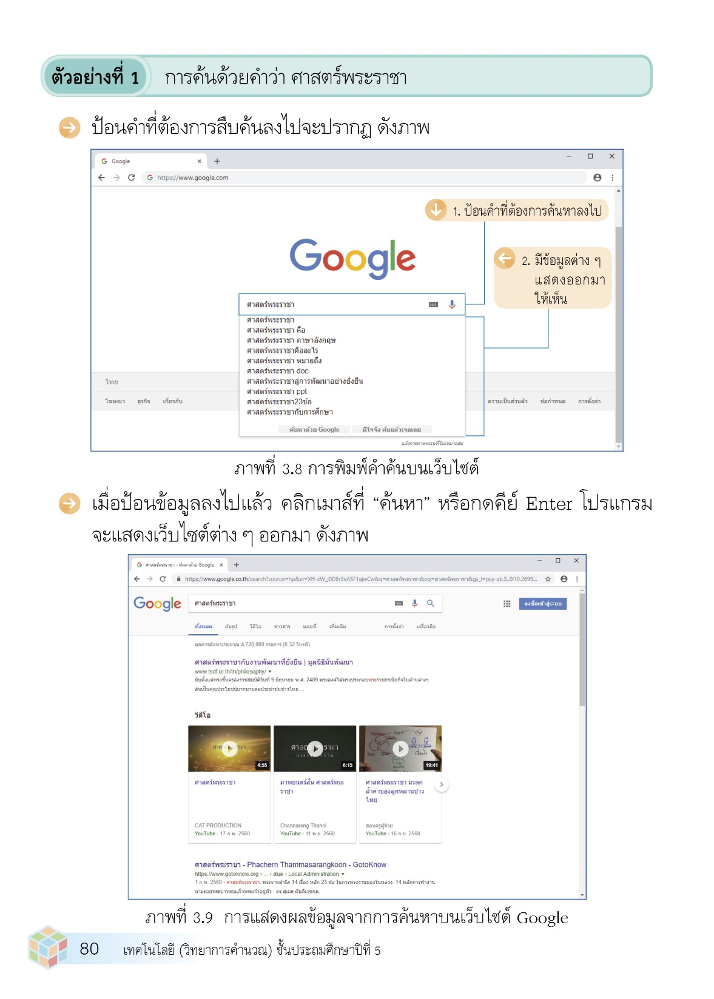 ตัวอย่างที่ 1 การค้นด้วยคำว่า ศาสตร์พระราชา
ป้อนคำที่ต้องการสืบค้นลงไปจะปรากฏ ดังภาพ
Google
https://www.google.com
1. ป้อนคำที่ต้องการค้นหาลงไป
Google
2. มีข้อมูลต่าง ๆ
แสดงออกมา
ให้เห็น
ศาสตร์พระราชา
ศาสตร์พระราชา
ศาสตร์พระราชา คือ
ศาสตร์พระราชา ภาษาอังกฤษ
ศาสตร์พระราชาคืออะไร
ศาสตร์พระราชา หมายถึง
ศาสตร์พระราชา doc
ศาสตร์พระราชาสู่การพัฒนาอย่างยั่งยืน
ศาสตร์พระราชา ppt
ศาสตร์พระราชา23ข้อ
ศาสตร์พระราชากับการศึกษา
ไทย
โฆษณา ธุรกิจ เกี่ยวกับ ความเป็นส่วนตัว ข้อกำหนด การตั้งค่า
ค้นหาด้วย Google ดีใจจัง ค้นแล้วเจอเลย
แจ้งการคาดคะเนที่ไม่เหมาะสม
ภาพที่ 3.8 การพิมพ์คำค้นบนเว็บไซต์
เมื่อป้อนข้อมูลลงไปแล้ว คลิกเมาส์ที่ “ค้นหา” หรือกดคีย์ Enter โปรแกรม
จะแสดงเว็บไซต์ต่าง ๆ ออกมา ดังภาพ
ศาสตร์พระราชา - ค้นหาด้วย Google
https://www.google.co.th/search?source=hp&ei=XH-xW_j0D8r3vASF1ajwCw&q=ศาสตร์พระราชา&oq=ศาสตร์พระราชา&gs_l=psy-ab.3..0l10.2699...
Google ศาสตร์พระราชา ลงชื่อเข้าสู่ระบบ
ทั้งหมด ค้นรูป วิดีโอ ข่าวสาร แผนที่ เพิ่มเติม การตั้งค่า เครื่องมือ
ผลการค้นหาประมาณ 4,720,000 รายการ (0.32 วินาที)
ศาสตร์พระราชากับงานพัฒนาที่ยั่งยืน | มูลนิธิมั่นพัฒนา
www.tsdf.or.th/th/philosophy/
นับตั้งแต่ทรงขึ้นครองราชสมบัติวันที่ 9 มิถุนายน พ.ศ. 2489 พระองค์ได้ทรงประกอบพระราชกรณียกิจในด้านต่างๆ
อันเป็นคุณประโยชน์มากมายต่อประชาชนชาวไทย ...
วิดีโอ
4:55 6:15 19:41
ศาสตร์พระราชา
ภาพยนตร์สั้น ศาสตร์พระ
ราชา
ศาสตร์พระราชา มรดก
ล้ำค่าของลูกหลานชาว
ไทย
CAT PRODUCTION
YouTube - 17 ก.พ. 2560
Channarong Thanol
YouTube - 11 พ.ย. 2560
สอบครูผู้ช่วย
YouTube - 16 ก.ย. 2560
ศาสตร์พระราชา - Phachern Thammasarangkoon - GotoKnow
https://www.gotoknow.org › ... › สมุด › Local Administration
1 ก.พ. 2560 - ศาสตร์พระราชา. พระราชดำรัส 14 เรื่อง หลัก 23 ข้อ ในการทรงงานของในหลวง. 14 หลักการทำงาน
ตามรอยพระบาทสมเด็จพระเจ้าอยู่หัว : ดร.สุเมธ ตันติเวชกุล.
ภาพที่ 3.9 การแสดงผลข้อมูลจากการค้นหาบนเว็บไซต์ Google
80 เทคโนโลยี (วิทยาการคำนวณ) ชั้นประถมศึกษาปีที่ 5